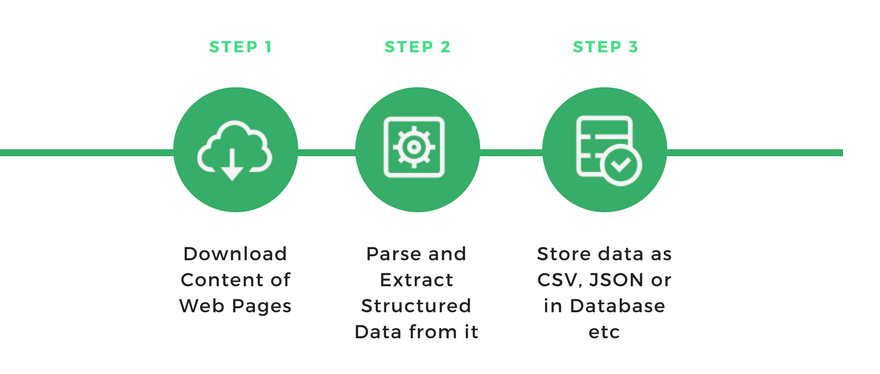 STEP 1
STEP 2
STEP 3
Download
Content of
Web Pages
Parse and
Extract
Structured
Data from it
Store data as
CSV, JSON or
in Database
etc